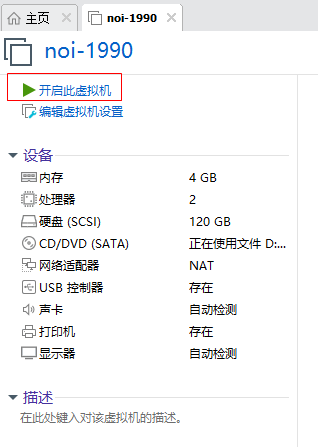 主页
noi-1990
noi-1990
开启此虚拟机
编辑虚拟机设置
设备
内存 4 GB
处理器 2
硬盘 (SCSI) 120 GB
CD/DVD (SATA) 正在使用文件 D:...
网络适配器 NAT
USB 控制器 存在
声卡 自动检测
打印机 存在
显示器 自动检测
描述
在此处键入对该虚拟机的描述。